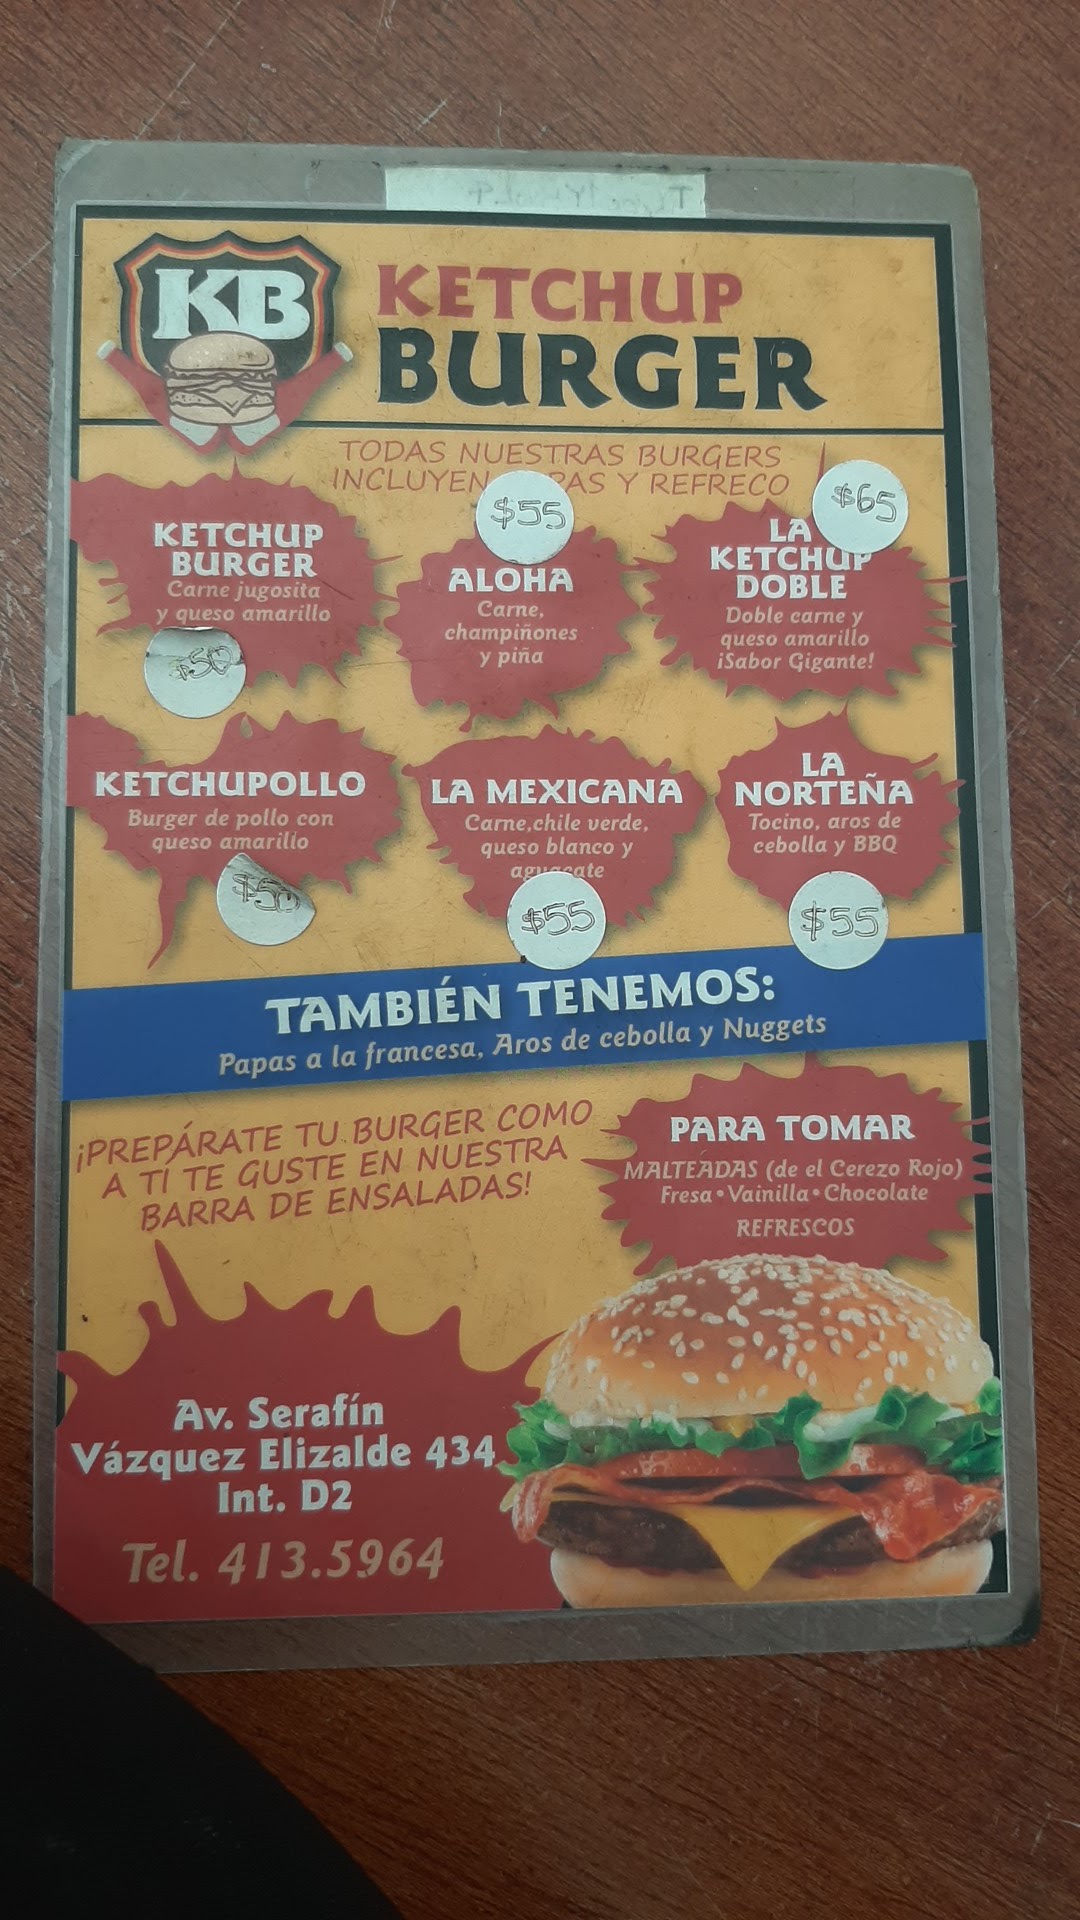 KB
KETCHUP
BURGER
TODAS NUESTRAS BURGERS
INCLUYEN PAS Y REFRECO
KETCHUP
BURGER
Carne jugosita
y queso amarillo
$50
$55
ALOHA
Carne,
champiñones
y piña
$65
LA
KETCHUP
DOBLE
Doble carne y
queso amarillo
¡Sabor Gigante!
KETCHUPOLLO
Burger de pollo con
queso amarillo
$50
LA MEXICANA
Carne,chile verde,
queso blanco y
aguacate
$55
LA
NORTEÑA
Tocino, aros de
cebolla y BBQ
$55
TAMBIÉN TENEMOS:
Papas a la francesa, Aros de cebolla y Nuggets
¡PREPÁRATE TU BURGER COMO
A TÍ TE GUSTE EN NUESTRA
BARRA DE ENSALADAS!
PARA TOMAR
MALTEADAS (de el Cerezo Rojo)
Fresa•Vainilla•Chocolate
REFRESCOS
Av. Serafín
Vázquez Elizalde 434
Int. D2
Tel. 413.5964